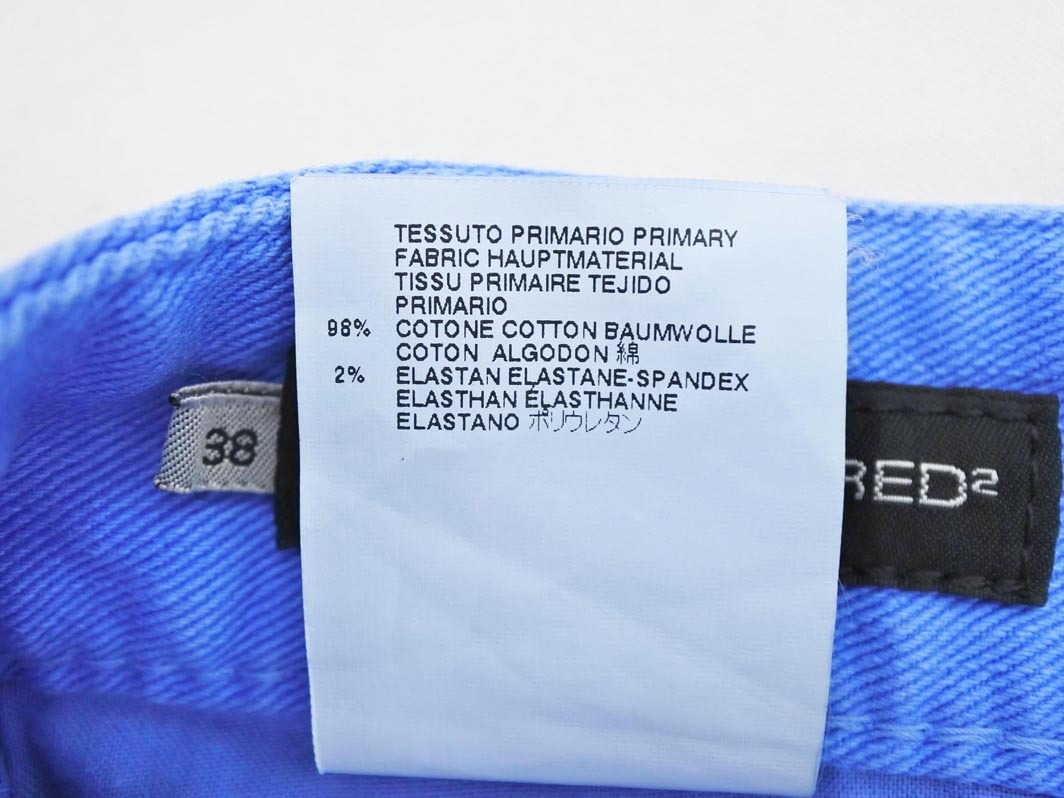 TESSUTO PRIMARIO PRIMARY
FABRIC HAUPTMATERIAL
TISSU PRIMAIRE TEJIDO
PRIMARIO
98% COTONE COTTON BAUMWOLLE
COTON ALGODON 綿
2% ELASTAN ELASTANE-SPANDEX
ELASTHAN ÉLASTHANNE
ELASTANO ポリウレタン
38
RED²